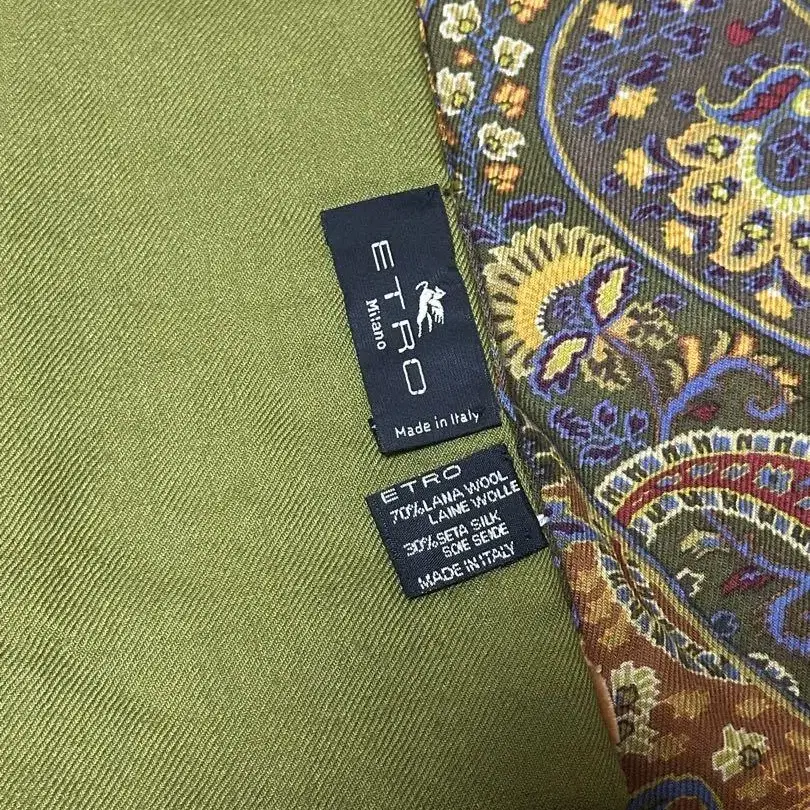 ETRO
Milano
Made in Italy
ETRO
70%LANA WOOL
LAINE WOLLE
30%SETA SILK
SOIE SEIDE
MADE IN ITALY